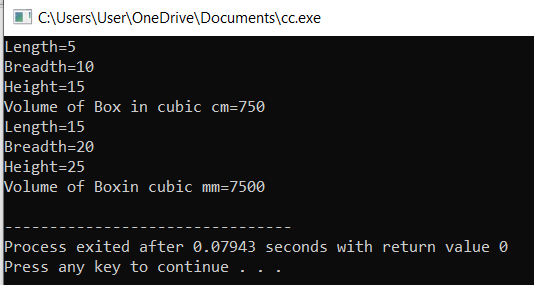 C:\Users\User\OneDrive\Documents\cc.exe
Length=5
Breadth=10
Height=15
Volume of Box in cubic cm=750
Length=15
Breadth=20
Height=25
Volume of Boxin cubic mm=7500
--------------------------------
Process exited after 0.07943 seconds with return value 0
Press any key to continue . . .